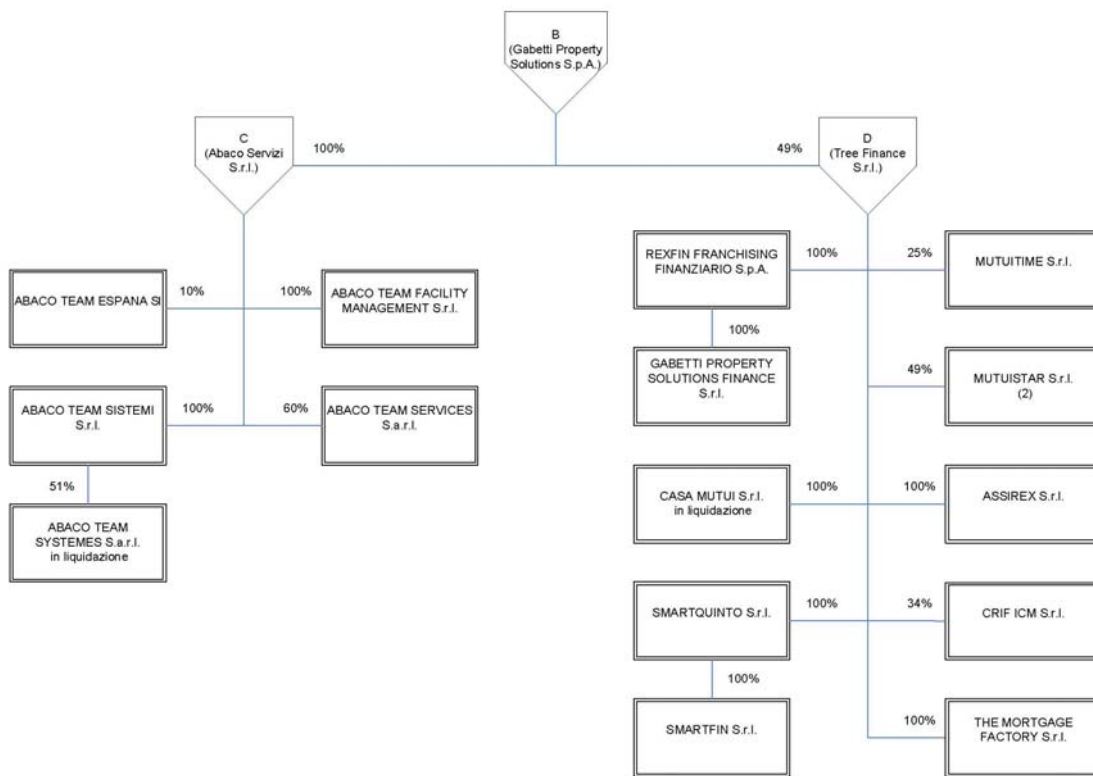 B
(Gabetti Property
Solutions S.p.A.)
C
(Abaco Servizi
S.r.l.)
100%
49%
D
(Tree Finance
S.r.l.)
ABACO TEAM ESPANA Sl
10%
100%
ABACO TEAM FACILITY
MANAGEMENT S.r.l.
ABACO TEAM SISTEMI
S.r.l.
100%
60%
ABACO TEAM SERVICES
S.a.r.l.
51%
ABACO TEAM
SYSTEMES S.a.r.l.
in liquidazione
REXFIN FRANCHISING
FINANZIARIO S.p.A.
100%
25%
MUTUITIME S.r.l.
100%
GABETTI PROPERTY
SOLUTIONS FINANCE
S.r.l.
49%
MUTUISTAR S.r.l.
(2)
CASA MUTUI S.r.l.
in liquidazione
100%
100%
ASSIREX S.r.l.
SMARTQUINTO S.r.l.
100%
34%
CRIF ICM S.r.l.
100%
SMARTFIN S.r.l.
100%
THE MORTGAGE
FACTORY S.r.l.